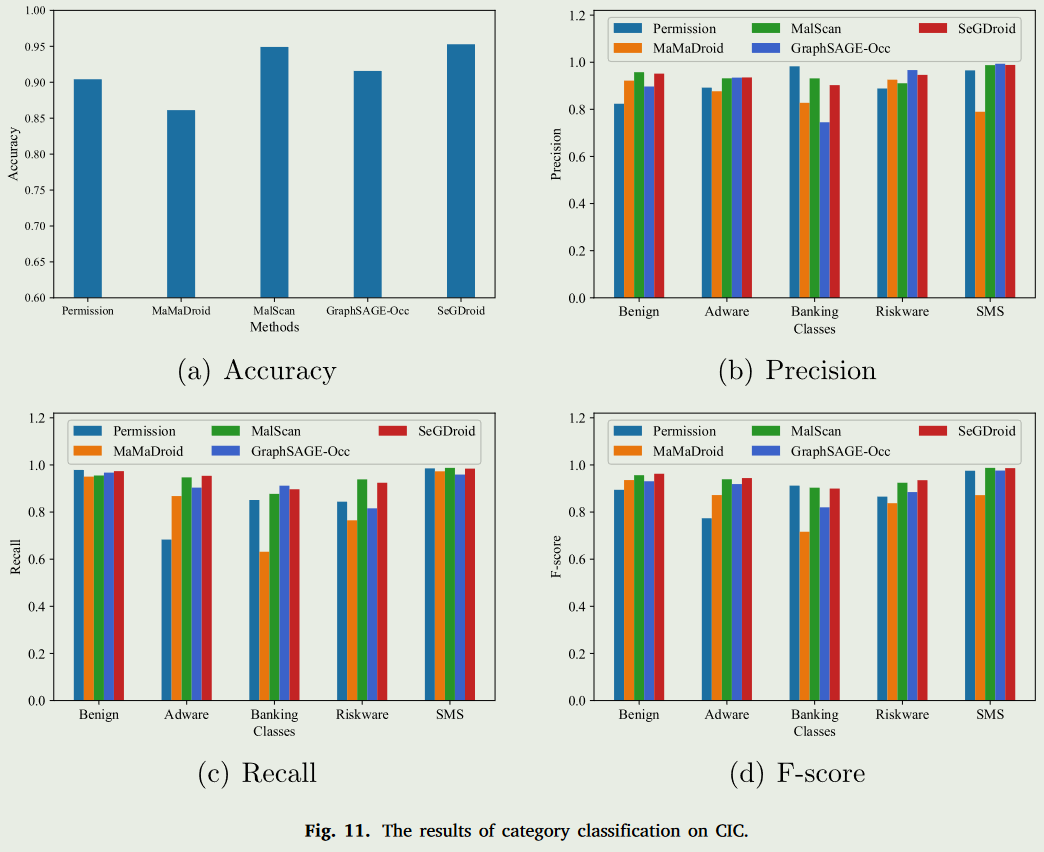 1.00
0.95
0.90
0.85
0.80
0.75
0.70
0.65
0.60
Accuracy
Permission MaMaDroid MalScan GraphSAGE-Occ SeGDroid
Methods
(a) Accuracy
1.2
1.0
0.8
0.6
0.4
0.2
0.0
Precision
Permission MalScan SeGDroid
MaMaDroid GraphSAGE-Occ
Benign Adware Banking Riskware SMS
Classes
(b) Precision
1.2
1.0
0.8
0.6
0.4
0.2
0.0
Recall
Permission MalScan SeGDroid
MaMaDroid GraphSAGE-Occ
Benign Adware Banking Riskware SMS
Classes
(c) Recall
1.2
1.0
0.8
0.6
0.4
0.2
0.0
F-score
Permission MalScan SeGDroid
MaMaDroid GraphSAGE-Occ
Benign Adware Banking Riskware SMS
Classes
(d) F-score
Fig. 11. The results of category classification on CIC.